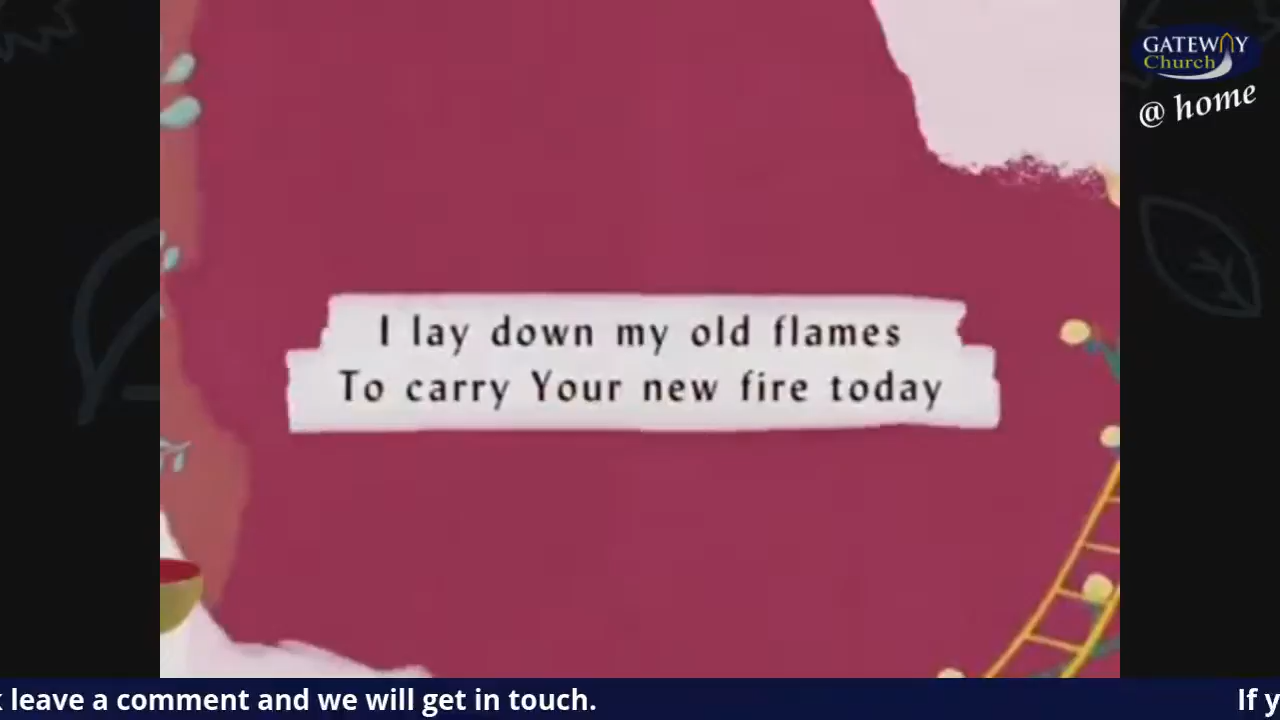 GATEWAY
Church
@ home
I lay down my old flames
To carry Your new fire today
leave a comment and we will get in touch.
If